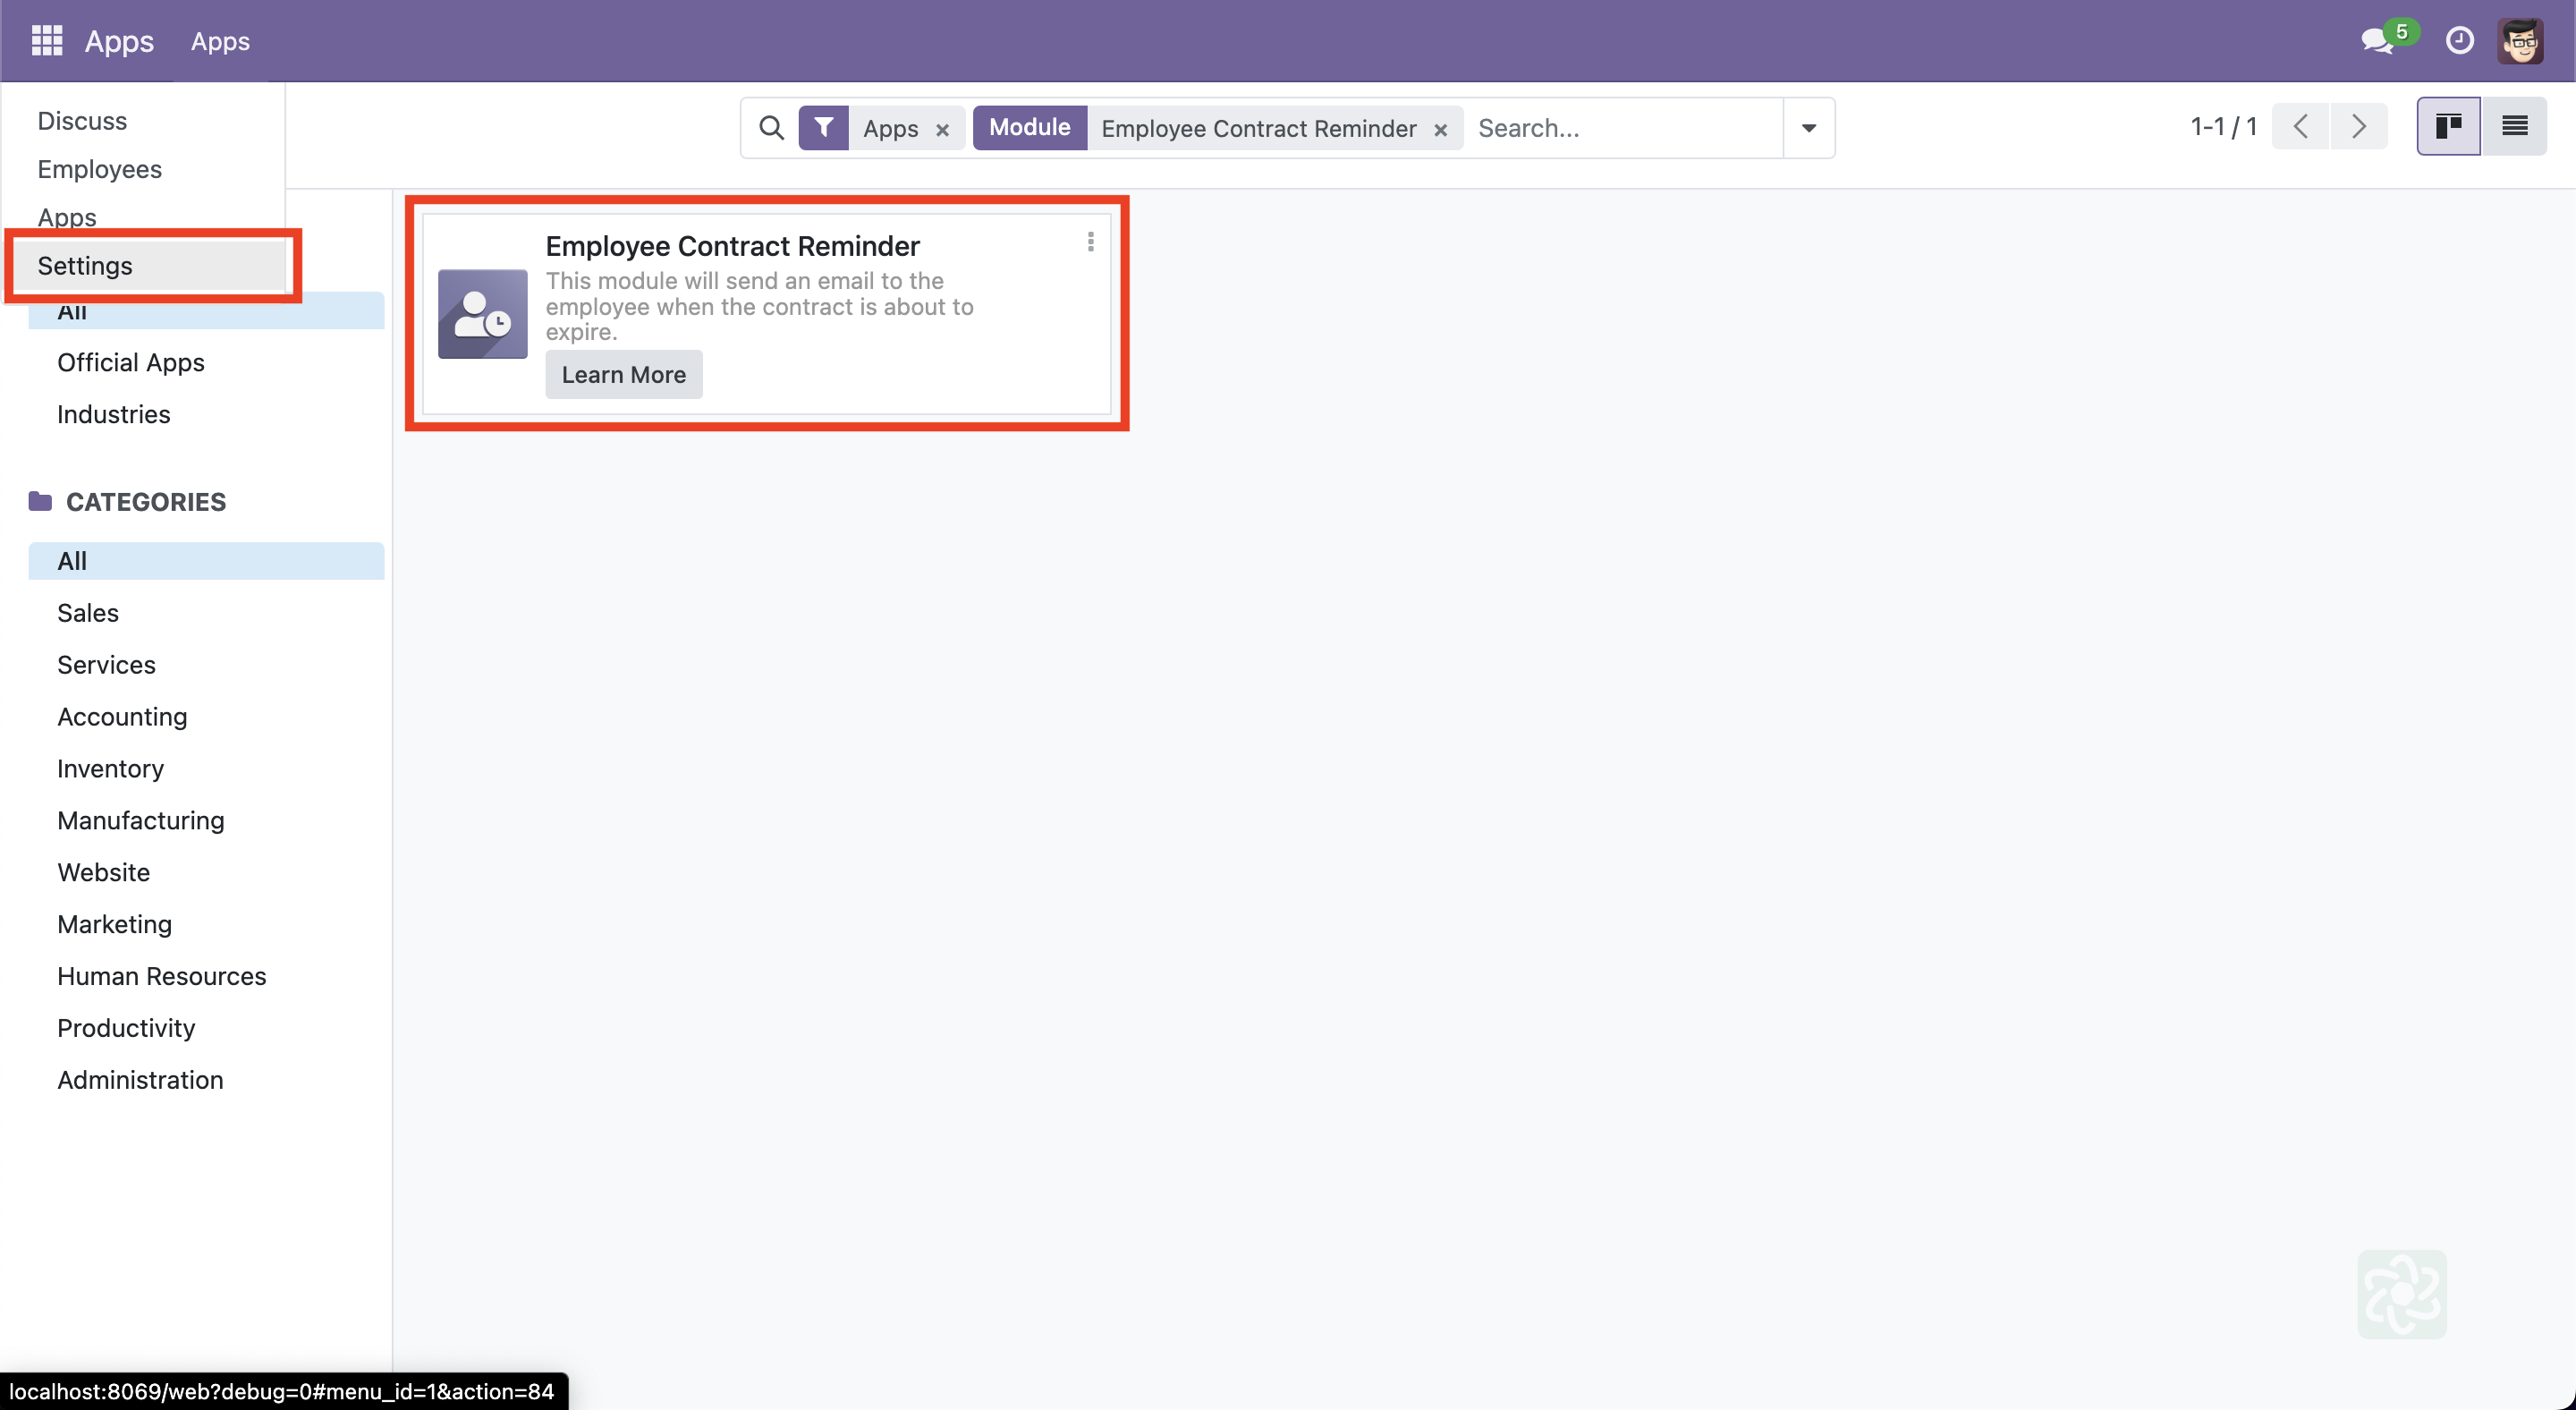 Apps Apps 5
Discuss
Employees
Apps
Settings
Apps × Module Employee Contract Reminder × Search... 1-1 / 1
All
Official Apps
Industries
CATEGORIES
All
Sales
Services
Accounting
Inventory
Manufacturing
Website
Marketing
Human Resources
Productivity
Administration
Employee Contract Reminder
This module will send an email to the
employee when the contract is about to
expire.
Learn More
localhost:8069/web?debug=0#menu_id=1&action=84